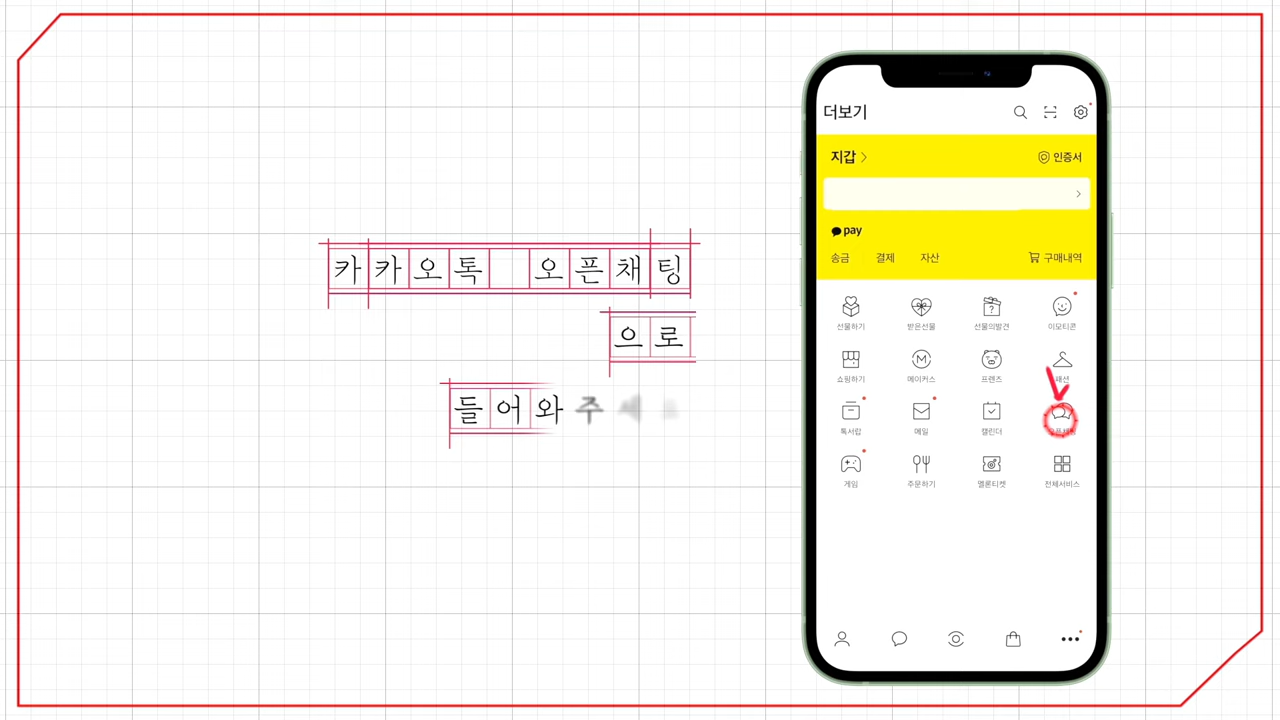 카카오톡 오픈채팅
으로
들어와주세요
더보기
지갑
인증서
pay
송금 결제 자산 구매내역
선물하기 받은선물 선물의발견 이모티콘
쇼핑하기 메이커스 프렌즈 패션
톡서랍 메일 캘린더
게임 주문하기 멜론티켓 전체서비스